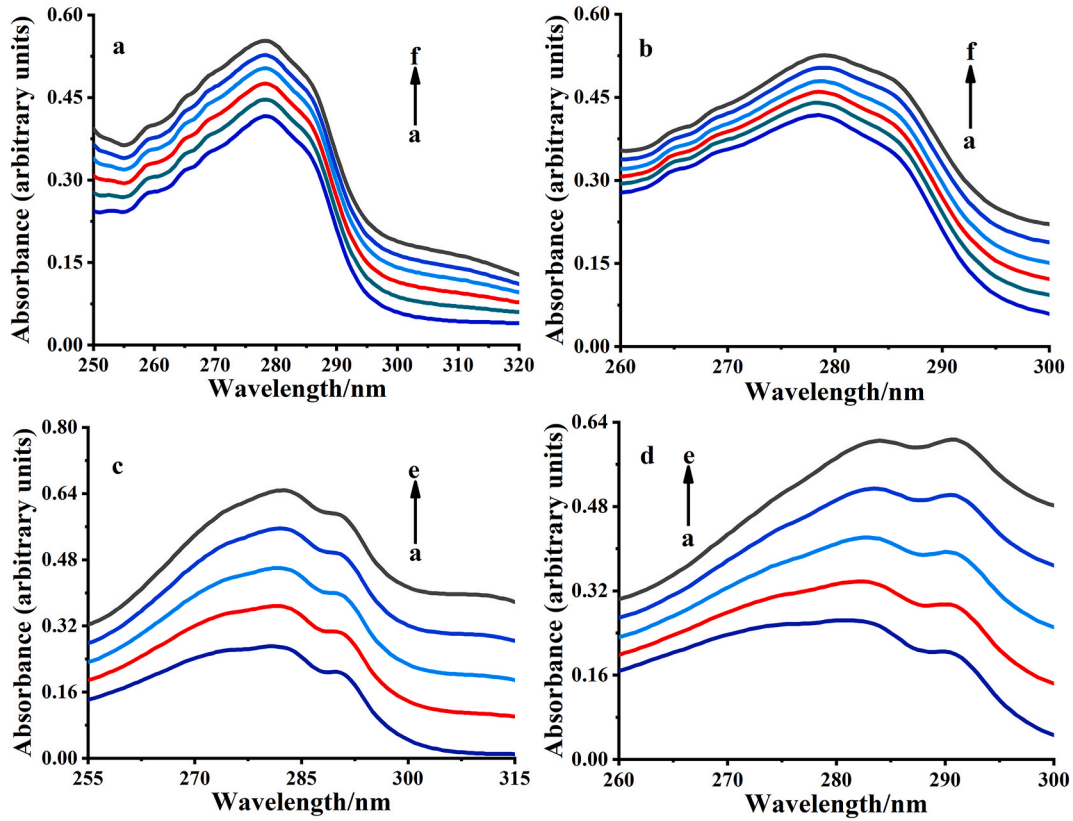 a
f
a
Absorbance (arbitrary units)
0.60
0.45
0.30
0.15
0.00
250 260 270 280 290 300 310 320
Wavelength/nm
b
f
a
Absorbance (arbitrary units)
0.60
0.45
0.30
0.15
0.00
260 270 280 290 300
Wavelength/nm
c
e
a
Absorbance (arbitrary units)
0.80
0.64
0.48
0.32
0.16
0.00
255 270 285 300 315
Wavelength/nm
d
e
a
Absorbance (arbitrary units)
0.64
0.48
0.32
0.16
0.00
260 270 280 290 300
Wavelength/nm